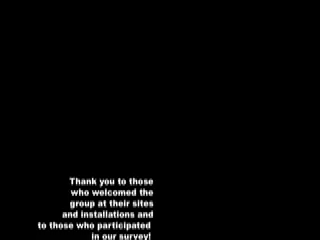 Thank you to those
who welcomed the
group at their sites
and installations and
to those who participated
in our survey!